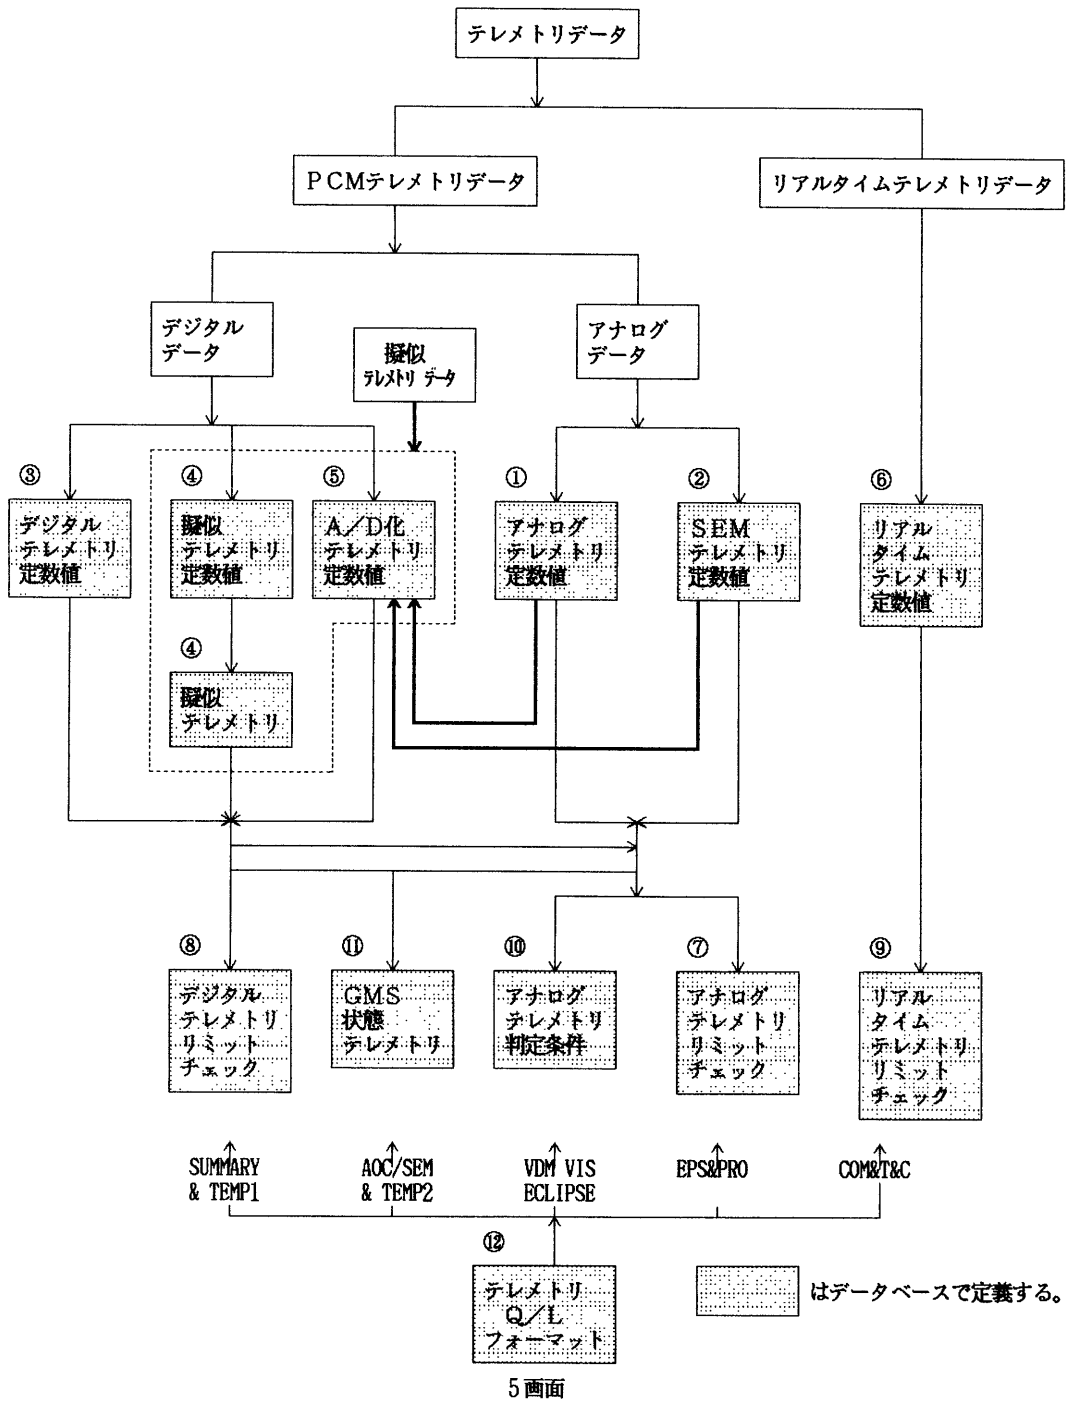 テレメトリデータ
PCMテレメトリデータ
リアルタイムテレメトリデータ
デジタル
データ
擬似
テレメトリ データ
アナログ
データ
③
デジタル
テレメトリ
定数値
④
擬似
テレメトリ
定数値
⑤
A/D化
テレメトリ
定数値
①
アナログ
テレメトリ
定数値
②
SEM
テレメトリ
定数値
⑥
リアル
タイム
テレメトリ
定数値
④
擬似
テレメトリ
⑧
デジタル
テレメトリ
リミット
チェック
⑪
GMS
状態
テレメトリ
⑩
アナログ
テレメトリ
判定条件
⑦
アナログ
テレメトリ
リミット
チェック
⑨
リアル
タイム
テレメトリ
リミット
チェック
SUMMARY
& TEMP1
AOC/SEM
& TEMP2
VDM VIS
ECLIPSE
EPS&PRO
COM&T&C
⑫
テレメトリ
Q/L
フォーマット
5画面
はデータベースで定義する。